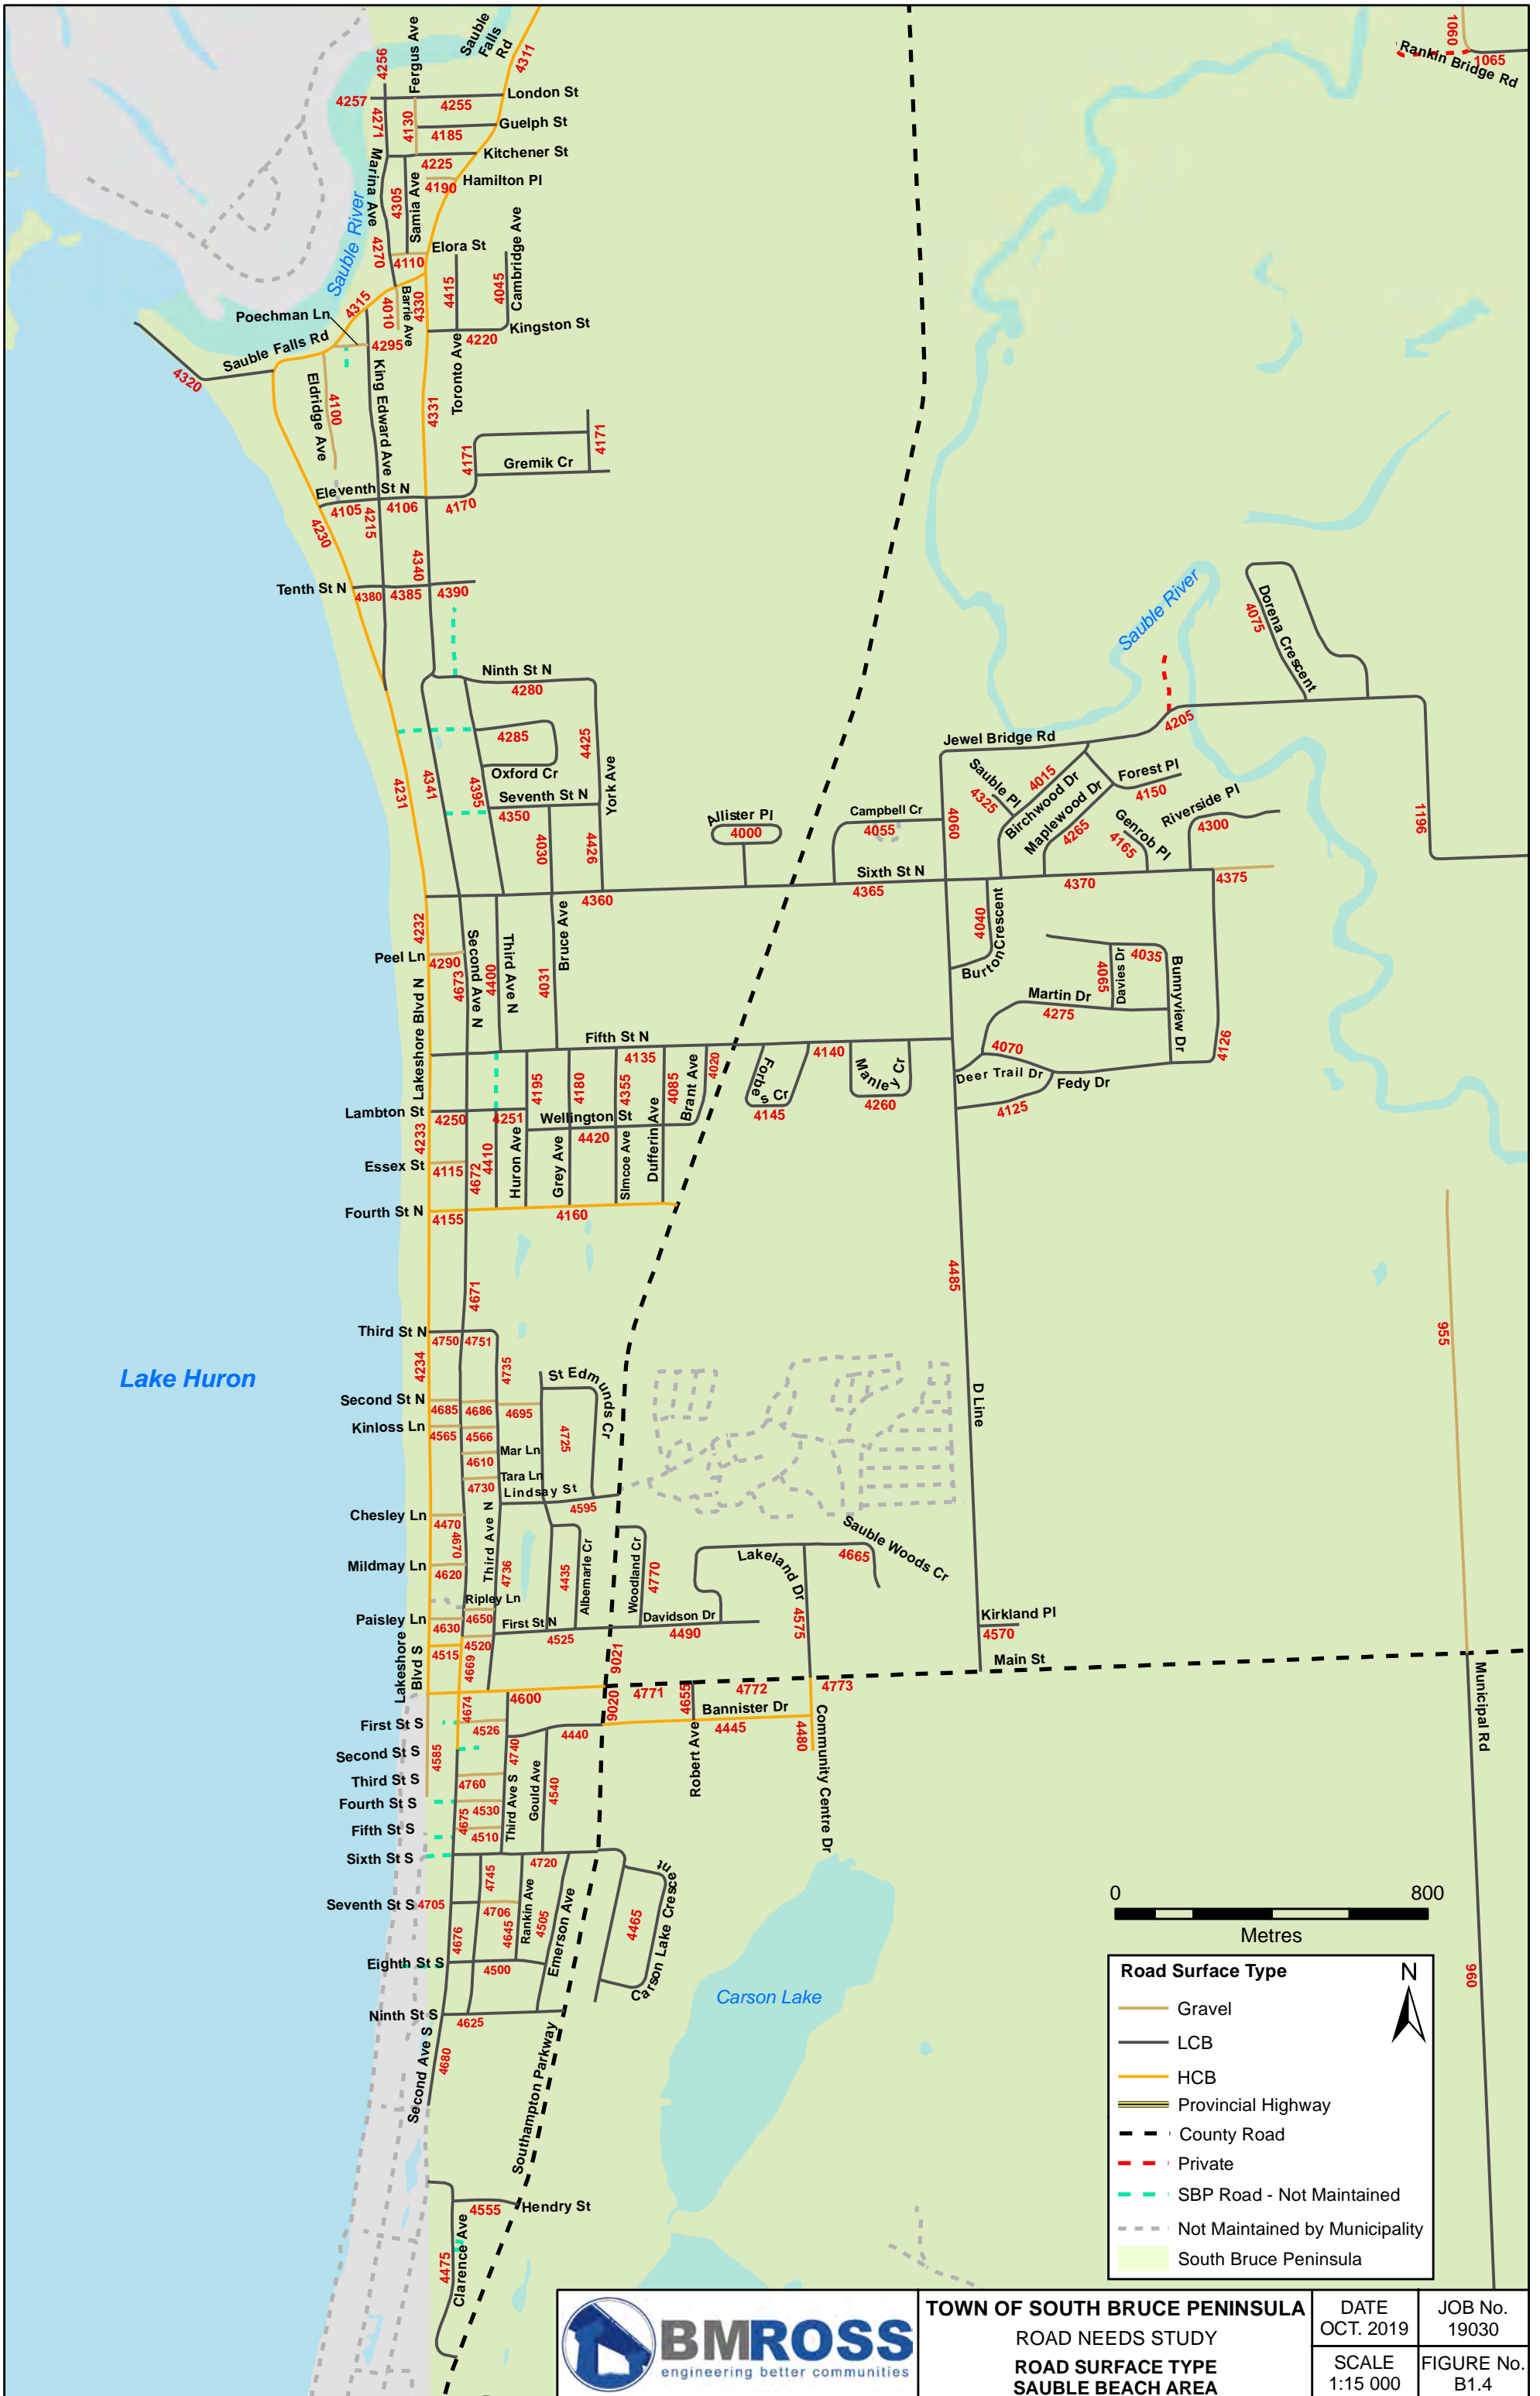 Sauble
Falls
Rd
4311
Fergus Ave
4256
4257
4255
London St
4271
4130
4185
Guelph St
Kitchener St
4225
Marina Ave
4305
Samia Ave
4190
Hamilton Pl
Elora St
4270
4110
4415
4045
Cambridge Ave
Sauble River
4315
4010
Barrie Ave
4330
Poechman Ln
4295
4220
Kingston St
Sauble Falls Rd
4320
Eldridge Ave
4100
King Edward Ave
4331
Toronto Ave
4171
4171
Gremik Cr
Eleventh St N
4105
4215
4106
4170
4230
4340
Tenth St N
4380
4385
4390
Ninth St N
4280
4285
4425
Oxford Cr
4231
4341
4395
Seventh St N
4350
York Ave
4030
4426
1060
1065
Rankin Bridge Rd
Sauble River
4075
Dorena Crescent
4205
Jewel Bridge Rd
Sauble Pl
4325
4015
Birchwood Dr
Maplewood Dr
4265
Forest Pl
4150
Genrob Pl
4165
Riverside Pl
4300
1196
Allister Pl
4000
Campbell Cr
4055
4060
Sixth St N
4360
4365
4370
4375
4232
Peel Ln
4290
Second Ave N
4673
4400
Third Ave N
4031
Bruce Ave
4040
Burton Crescent
4035
4065
Davies Dr
Bunnyview Dr
Martin Dr
4275
4126
Lakeshore Blvd N
Fifth St N
4135
4140
4195
4180
4355
4085
Brant Ave
4020
Forbes Cr
4145
Manley Cr
4260
4070
Deer Trail Dr
Fedy Dr
4125
Lambton St
4250
4251
Wellington St
4420
4233
Essex St
4115
4672
4410
Huron Ave
Grey Ave
SImcoe Ave
Dufferin Ave
Fourth St N
4155
4160
4671
4485
955
Third St N
4750
4751
4234
4735
Lake Huron
Second St N
4685
4686
4695
St Edmunds Cr
4725
Kinloss Ln
4565
4566
Mar Ln
4610
Tara Ln
4730
Lindsay St
4595
D Line
Chesley Ln
4470
4670
Third Ave N
4736
4435
Albemarle Cr
Woodland Cr
4770
Lakeland Dr
4665
Sauble Woods Cr
Mildmay Ln
4620
Ripley Ln
Paisley Ln
4650
4630
First St N
4525
Davidson Dr
4490
4575
Kirkland Pl
4570
4515
4520
4669
Lakeshore
Blvd S
9021
Main St
4674
4600
9020
4771
4655
4772
4773
First St S
4526
4440
Bannister Dr
4445
4480
Second St S
4585
4740
Robert Ave
Community Centre Dr
Municipal Rd
Third St S
4760
Third Ave S
Gould Ave
4540
Fourth St S
4675
4530
Fifth St S
4510
Sixth St S
4720
4745
Seventh St S
4705
4706
4645
Rankin Ave
4505
Emerson Ave
4465
Carson Lake Crescent
4676
Eighth St S
4500
Ninth St S
4625
Carson Lake
Second Ave S
4680
Southampton Parkway
960
4555
Hendry St
4475
Clarence Ave
0
800
Metres
Road Surface Type
N
Gravel
LCB
HCB
Provincial Highway
County Road
Private
SBP Road - Not Maintained
Not Maintained by Municipality
South Bruce Peninsula
BMROSS
engineering better communities
TOWN OF SOUTH BRUCE PENINSULA
ROAD NEEDS STUDY
ROAD SURFACE TYPE
SAUBLE BEACH AREA
DATE
OCT. 2019
JOB No.
19030
SCALE
1:15 000
FIGURE No.
B1.4